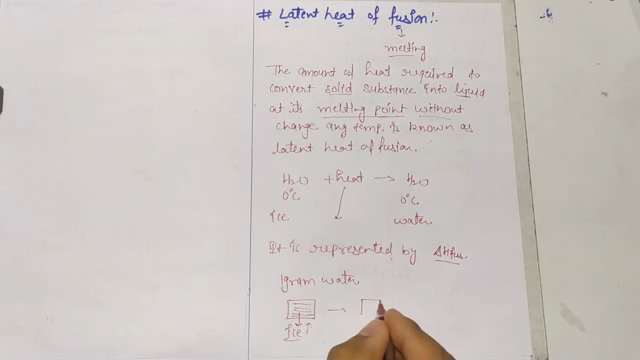 # Latent heat of fusion:
melting
The amount of heat required to
convert solid substance into liquid
at its melting point without
change any temp. is known as
latent heat of fusion.
H2O + heat → H2O
0°C 0°C
Ice water
It is represented by ΔHfus.
1gram water
→
Ice ↑